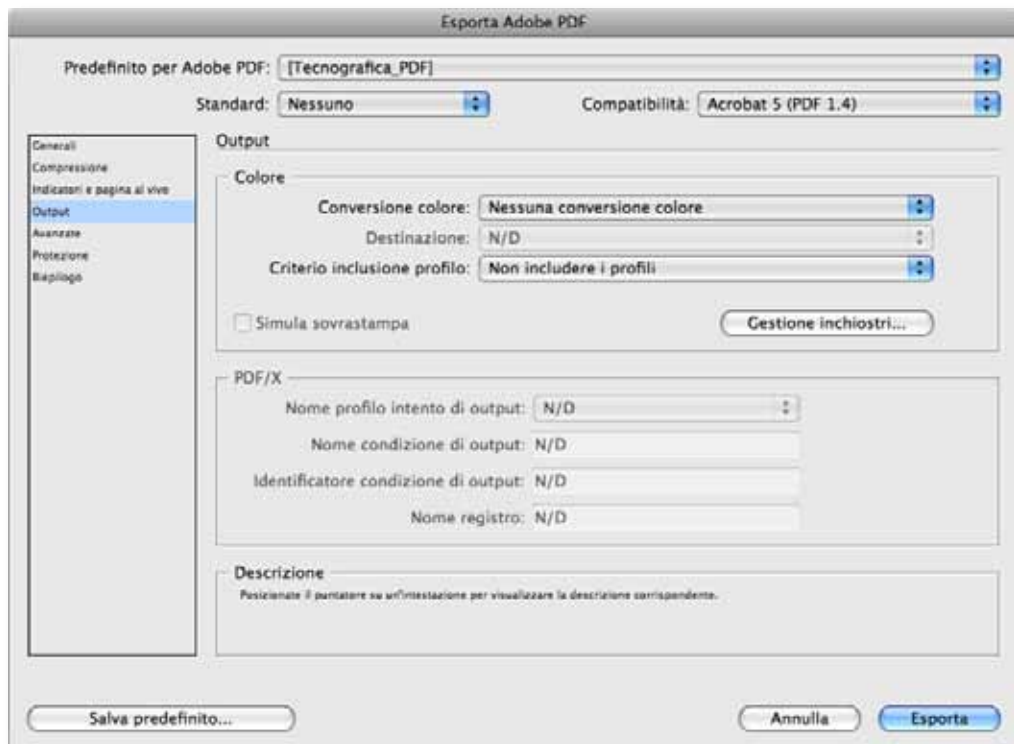 Esporta Adobe PDF
Predefinito per Adobe PDF: [Tecnografica_PDF]
Standard: Nessuno Compatibilità: Acrobat 5 (PDF 1.4)
Generali
Compressione
Indicatori e pagina al vivo
Output
Avanzate
Protezione
Riepilogo
Output
Colore
Conversione colore: Nessuna conversione colore
Destinazione: N/D
Criterio inclusione profilo: Non includere i profili
Simula sovrastampa Gestione inchiostri...
PDF/X
Nome profilo intento di output: N/D
Nome condizione di output: N/D
Identificatore condizione di output: N/D
Nome registro: N/D
Descrizione
Posizionate il puntatore su un'intestazione per visualizzare la descrizione corrispondente.
Salva predefinito... Annulla Esporta